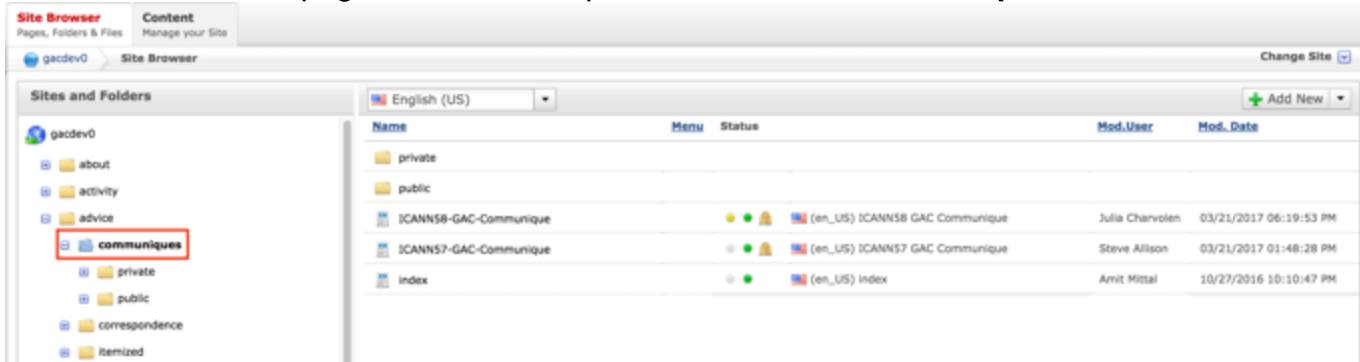 Site Browser
Pages, Folders & Files
Content
Manage your Site
gacdev0
Site Browser
Change Site
Sites and Folders
English (US)
Add New
gacdev0
about
activity
advice
communiques
private
public
correspondence
itemized
Name Menu Status Mod.User Mod. Date
private
public
ICANN58-GAC-Communique (en_US) ICANN58 GAC Communique Julia Charvolen 03/21/2017 06:19:53 PM
ICANN57-GAC-Communique (en_US) ICANN57 GAC Communique Steve Allison 03/21/2017 01:48:28 PM
index (en_US) index Amit Mittal 10/27/2016 10:10:47 PM